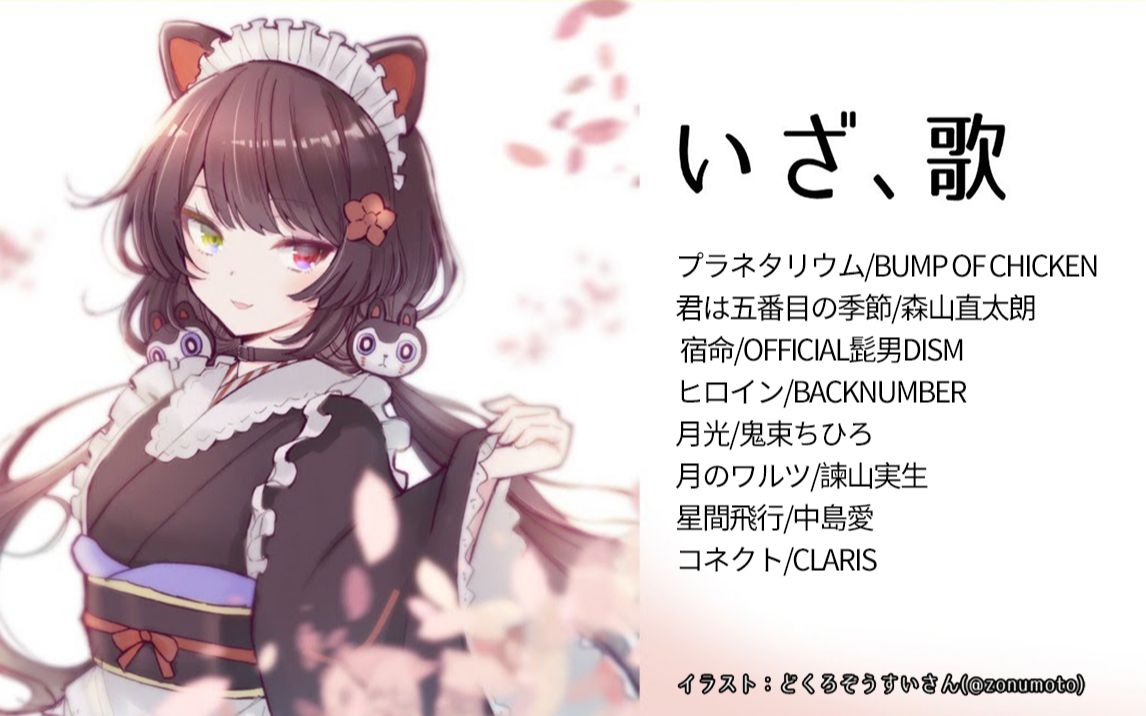 いざ、歌
プラネタリウム/BUMP OF CHICKEN
君は五番目の季節/森山直太朗
宿命/OFFICIAL髭男DISM
ヒロイン/BACKNUMBER
月光/鬼束ちひろ
月のワルツ/諫山実生
星間飛行/中島愛
コネクト/CLARIS
イラスト：どくろぞうすいさん(@zonumoto)